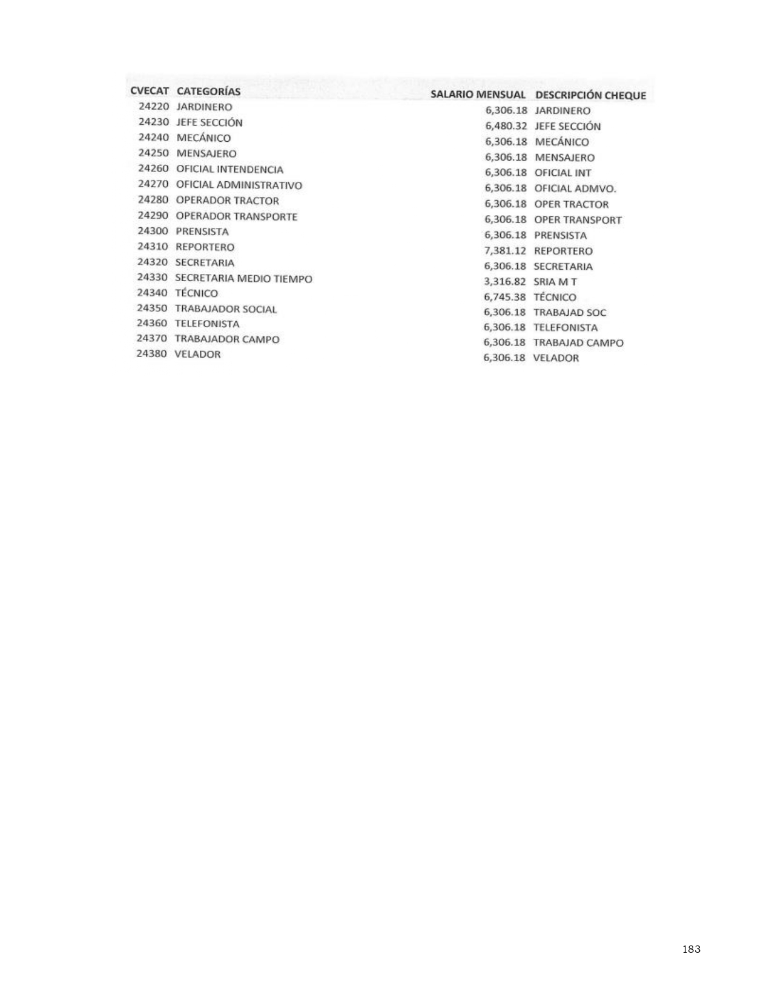 CVECAT CATEGORÍAS SALARIO MENSUAL DESCRIPCIÓN CHEQUE
24220 JARDINERO 6,306.18 JARDINERO
24230 JEFE SECCIÓN 6,480.32 JEFE SECCIÓN
24240 MECÁNICO 6,306.18 MECÁNICO
24250 MENSAJERO 6,306.18 MENSAJERO
24260 OFICIAL INTENDENCIA 6,306.18 OFICIAL INT
24270 OFICIAL ADMINISTRATIVO 6,306.18 OFICIAL ADMVO.
24280 OPERADOR TRACTOR 6,306.18 OPER TRACTOR
24290 OPERADOR TRANSPORTE 6,306.18 OPER TRANSPORT
24300 PRENSISTA 6,306.18 PRENSISTA
24310 REPORTERO 7,381.12 REPORTERO
24320 SECRETARIA 6,306.18 SECRETARIA
24330 SECRETARIA MEDIO TIEMPO 3,316.82 SRIA M T
24340 TÉCNICO 6,745.38 TÉCNICO
24350 TRABAJADOR SOCIAL 6,306.18 TRABAJAD SOC
24360 TELEFONISTA 6,306.18 TELEFONISTA
24370 TRABAJADOR CAMPO 6,306.18 TRABAJAD CAMPO
24380 VELADOR 6,306.18 VELADOR
183